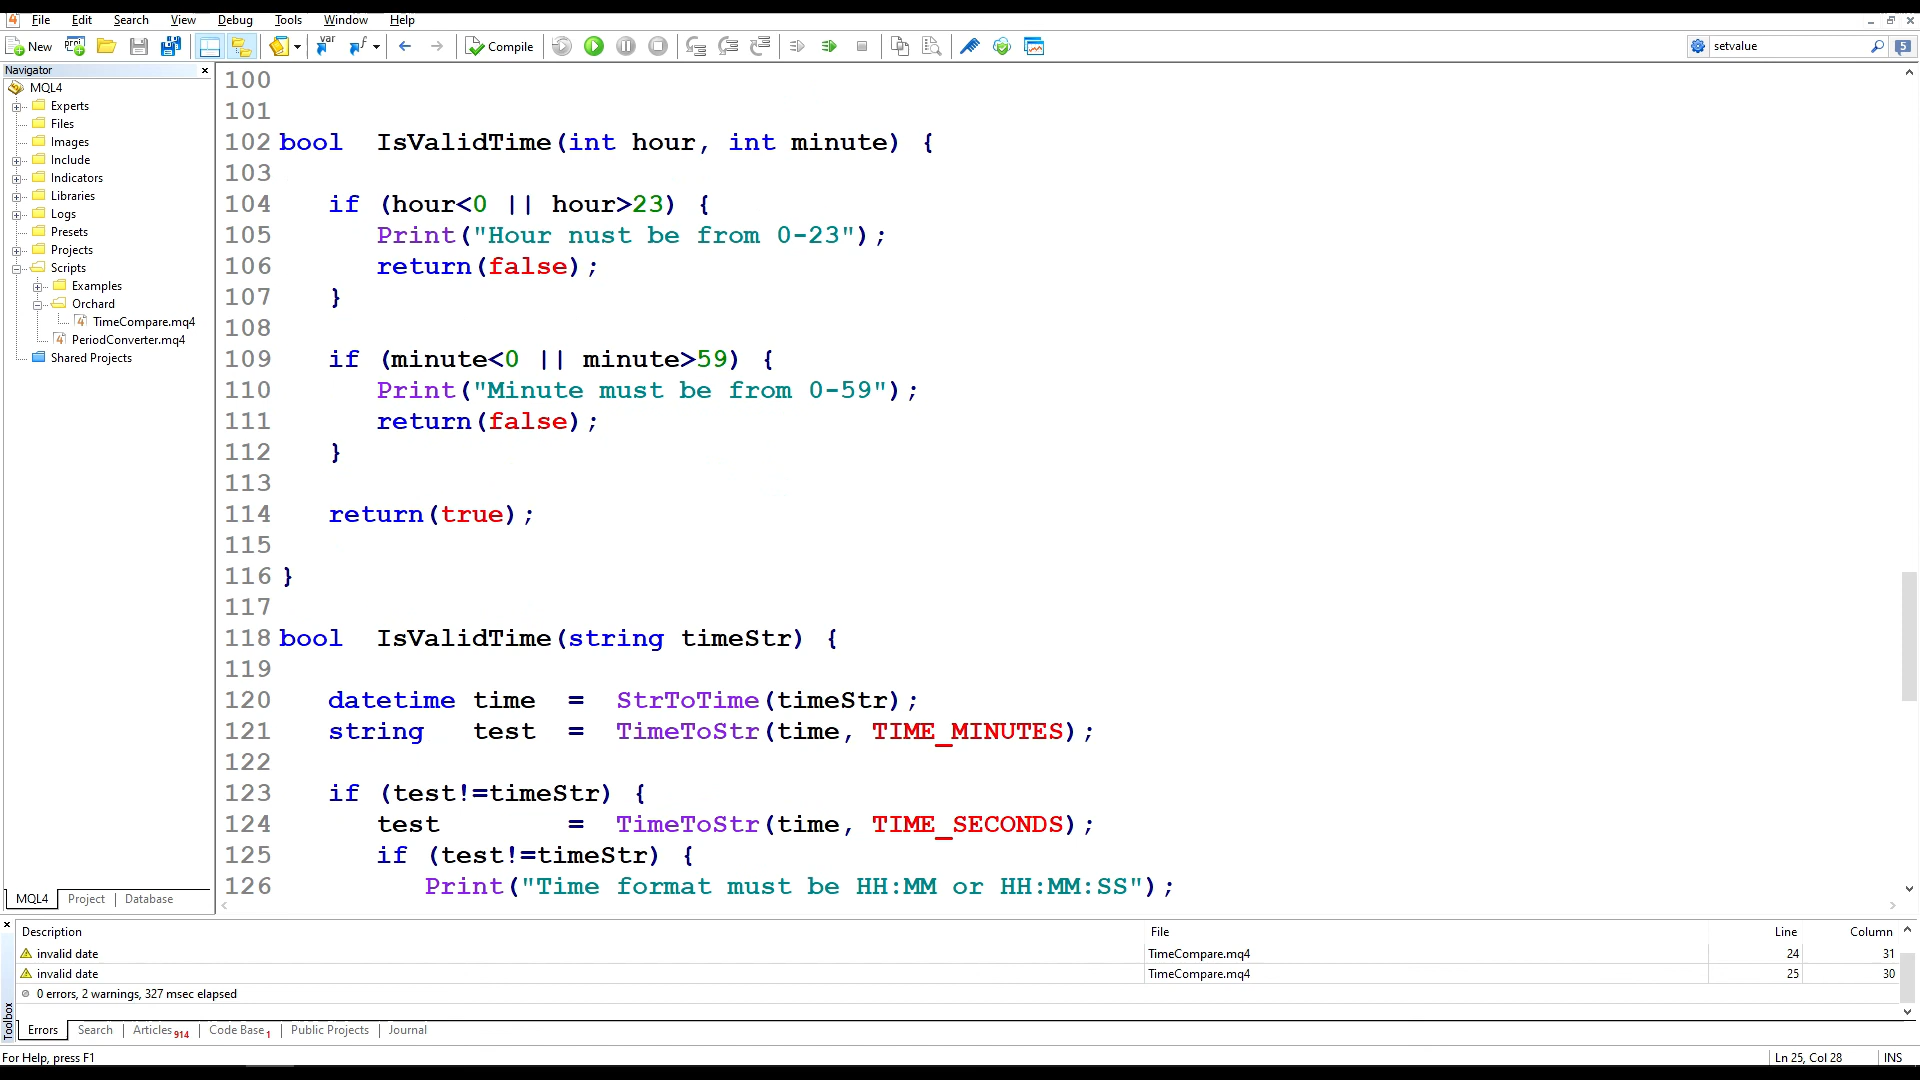 File Edit Search View Debug Tools Window Help
New Compile setvalue 5
Navigator
MQL4
Experts
Files
Images
Include
Indicators
Libraries
Logs
Presets
Projects
Scripts
Examples
Orchard
TimeCompare.mq4
PeriodConverter.mq4
Shared Projects
MQL4 Project Database
100
101
102 bool IsValidTime(int hour, int minute) {
103
104 if (hour<0 || hour>23) {
105 Print("Hour nust be from 0-23");
106 return(false);
107 }
108
109 if (minute<0 || minute>59) {
110 Print("Minute must be from 0-59");
111 return(false);
112 }
113
114 return(true);
115
116 }
117
118 bool IsValidTime(string timeStr) {
119
120 datetime time = StrToTime(timeStr);
121 string test = TimeToStr(time, TIME_MINUTES);
122
123 if (test!=timeStr) {
124 test = TimeToStr(time, TIME_SECONDS);
125 if (test!=timeStr) {
126 Print("Time format must be HH:MM or HH:MM:SS");
Description File Line Column
invalid date TimeCompare.mq4 24 31
invalid date TimeCompare.mq4 25 30
0 errors, 2 warnings, 327 msec elapsed
Toolbox
Errors Search Articles 914 Code Base 1 Public Projects Journal
For Help, press F1 Ln 25, Col 28 INS